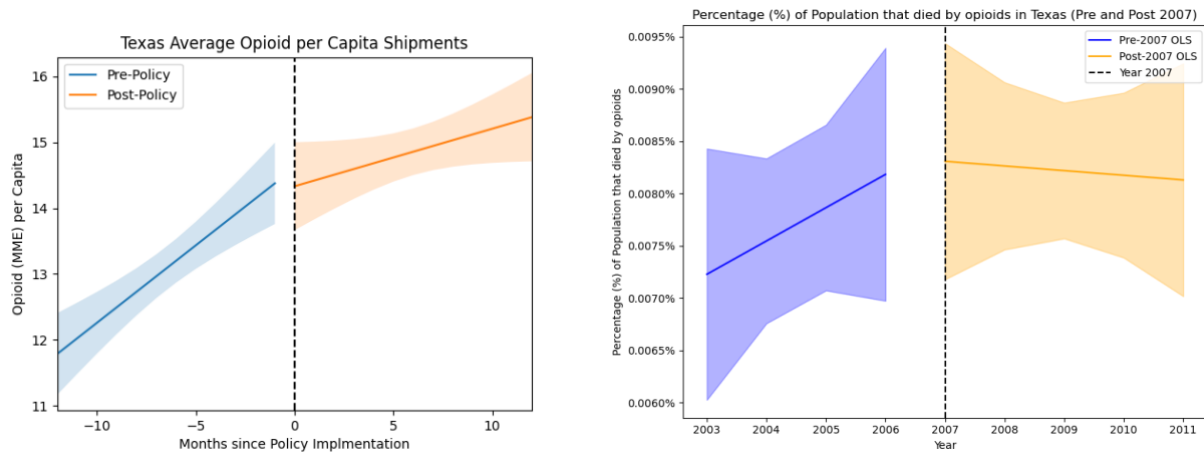 Texas Average Opioid per Capita Shipments
Pre-Policy
Post-Policy
16
15
14
13
12
11
Opioid (MME) per Capita
−10
−5
0
5
10
Months since Policy Implmentation
Percentage (%) of Population that died by opioids in Texas (Pre and Post 2007)
Pre-2007 OLS
Post-2007 OLS
Year 2007
0.0095%
0.0090%
0.0085%
0.0080%
0.0075%
0.0070%
0.0065%
0.0060%
Percentage (%) of Population that died by opioids
2003
2004
2005
2006
2007
2008
2009
2010
2011
Year